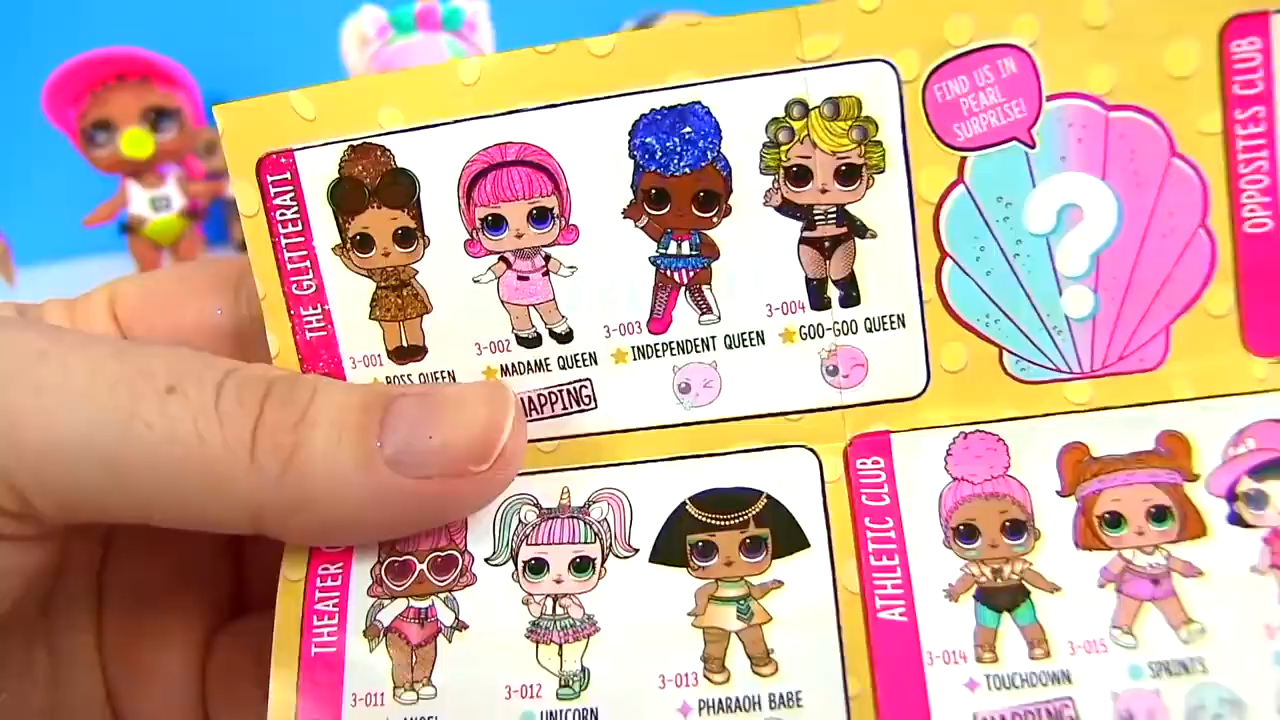 THE GLITTERATI
3-001
BOSS QUEEN
3-002
MADAME QUEEN
3-003
INDEPENDENT QUEEN
3-004
GOO-GOO QUEEN
FIND US IN
PEARL
SURPRISE!
?
OPPOSITES CLUB
THEATER
3-011
3-012
UNICORN
3-013
PHARAOH BABE
ATHLETIC CLUB
3-014
TOUCHDOWN
3-015
SPRINTS